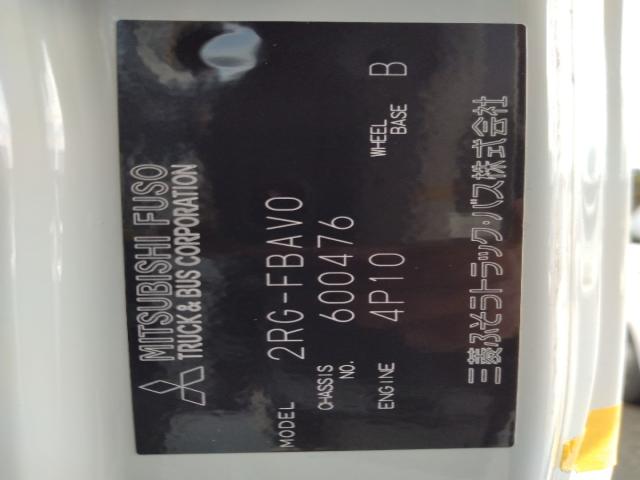 MITSUBISHI FUSO
TRUCK & BUS CORPORATION
MODEL 2RG-FBAV0
CHASSIS NO. 600476
ENGINE 4P10 WHEEL BASE B
三菱ふそうトラック・バス株式会社